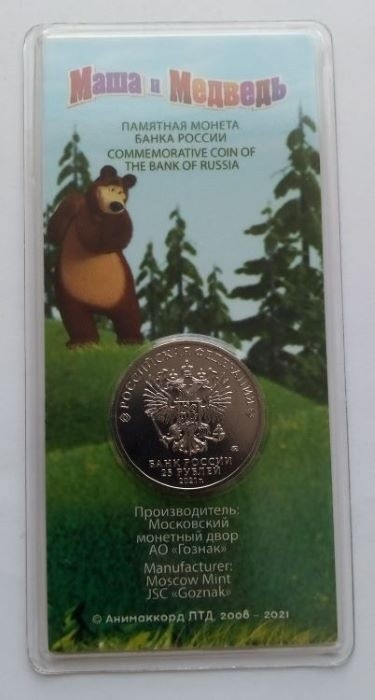 Маша и Медведь
ПАМЯТНАЯ МОНЕТА
БАНКА РОССИИ
COMMEMORATIVE COIN OF
THE BANK OF RUSSIA
РОССИЙСКАЯ ФЕДЕРАЦИЯ
БАНК РОССИИ
25 РУБЛЕЙ
2021 г.
Производитель:
Московский
монетный двор
АО «Гознак»
Manufacturer:
Moscow Mint
JSC «Goznak»
© Анимаккорд ЛТД, 2008 - 2021